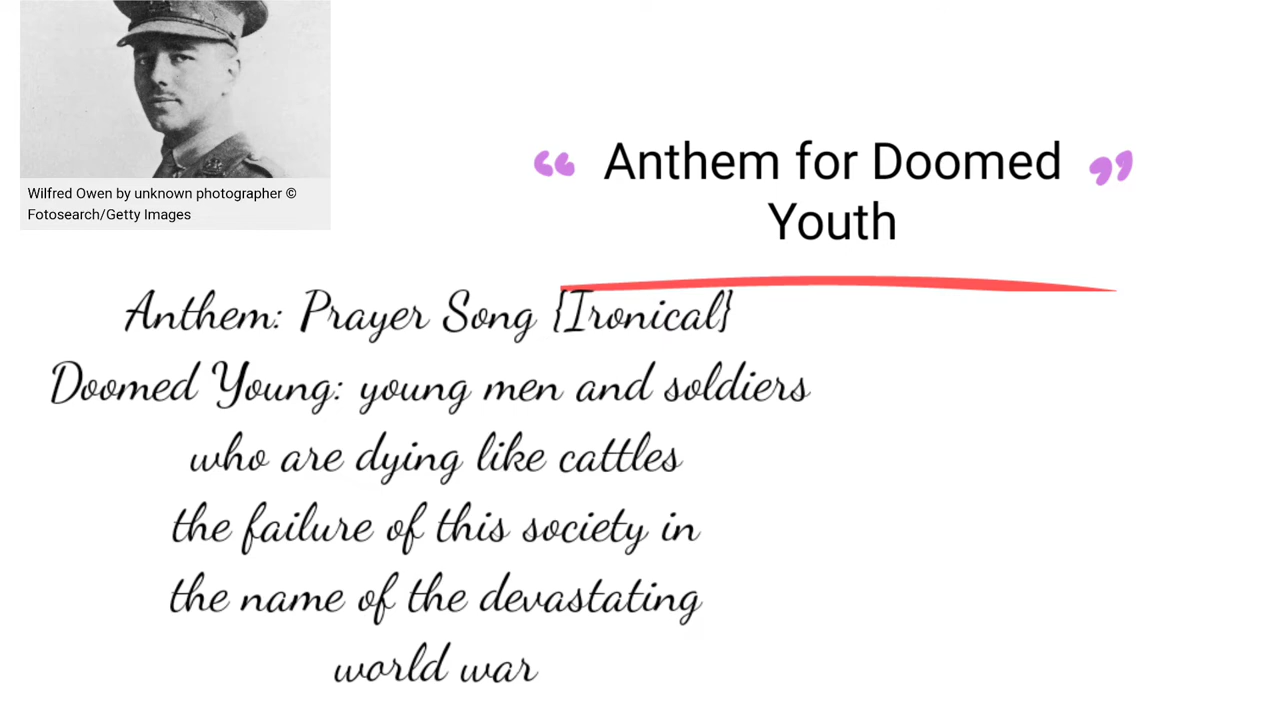 Wilfred Owen by unknown photographer ©
Fotosearch/Getty Images
“ Anthem for Doomed ”
Youth
Anthem: Prayer Song {Ironical}
Doomed Young: young men and soldiers
who are dying like cattles
the failure of this society in
the name of the devastating
world war